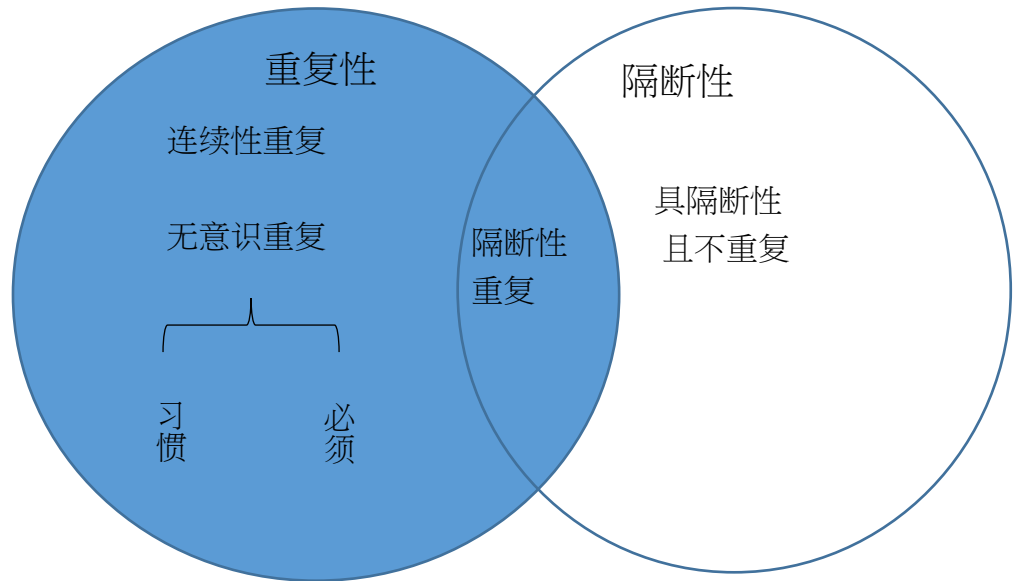 重复性
连续性重复
无意识重复
习惯
必须
隔断性
重复
隔断性
具隔断性
且不重复